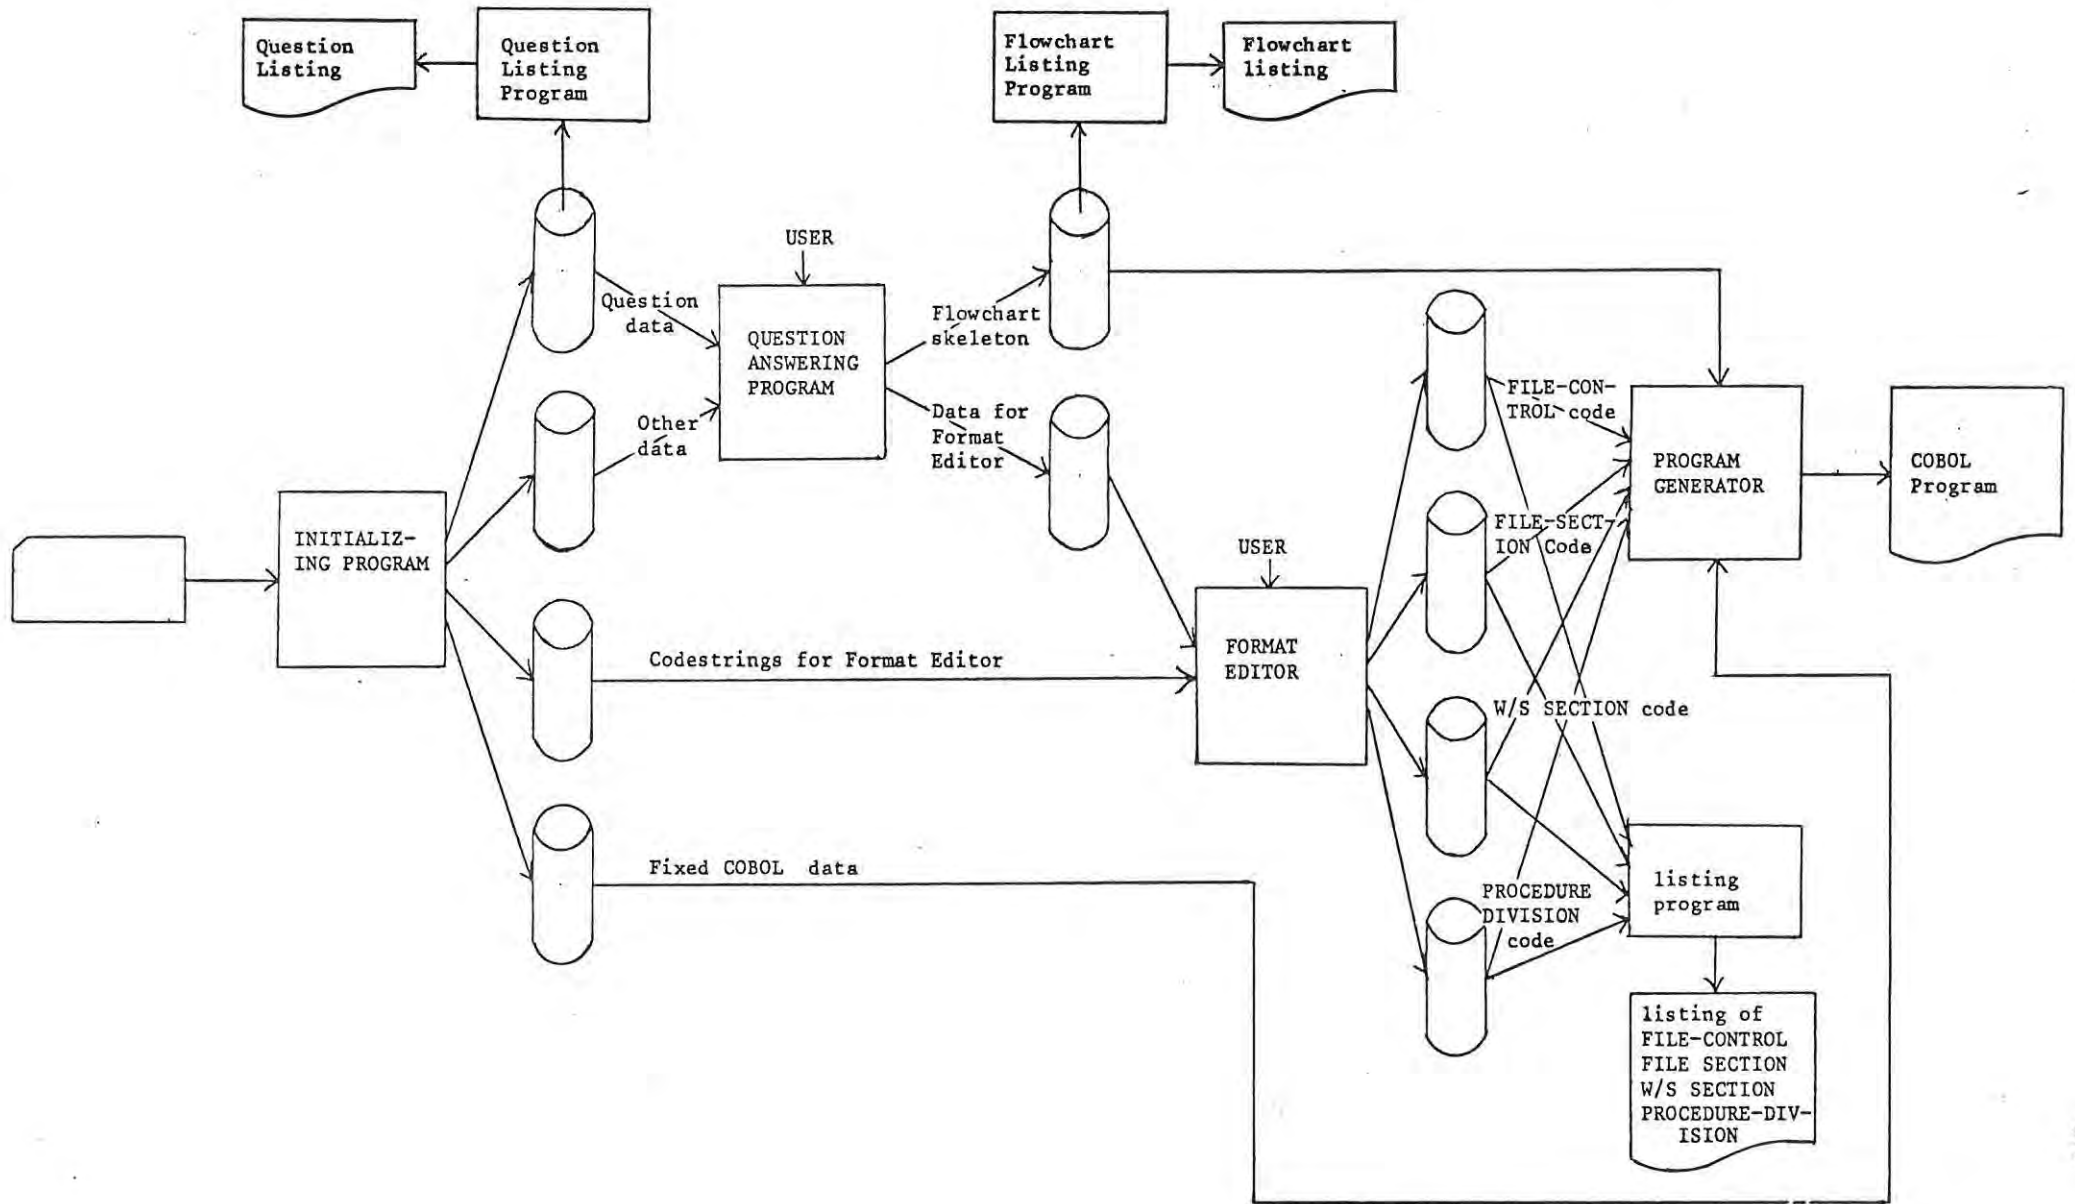 Question
Listing
Question
Listing
Program
Flowchart
Listing
Program
Flowchart
listing
USER
Question
data
QUESTION
ANSWERING
PROGRAM
Flowchart
skeleton
Other
data
Data for
Format
Editor
FILE-CON-
TROL code
PROGRAM
GENERATOR
COBOL
Program
INITIALIZ-
ING PROGRAM
FILE-SECT-
ION Code
USER
Codestrings for Format Editor
FORMAT
EDITOR
W/S SECTION code
Fixed COBOL data
PROCEDURE
DIVISION
code
listing
program
listing of
FILE-CONTROL
FILE SECTION
W/S SECTION
PROCEDURE-DIV-
ISION